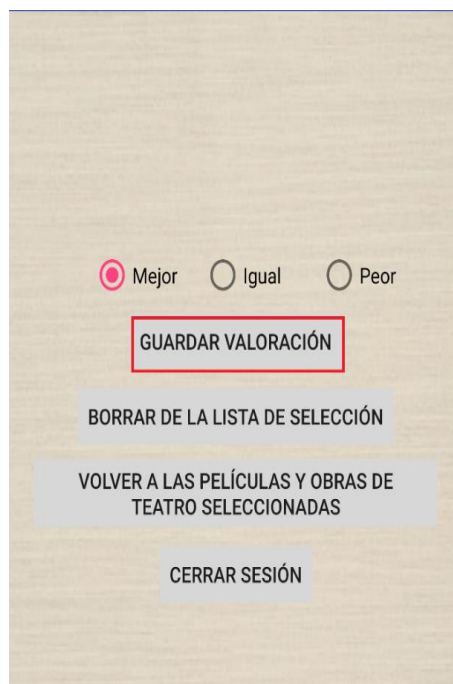 Mejor Igual Peor
GUARDAR VALORACIÓN
BORRAR DE LA LISTA DE SELECCIÓN
VOLVER A LAS PELÍCULAS Y OBRAS DE
TEATRO SELECCIONADAS
CERRAR SESIÓN